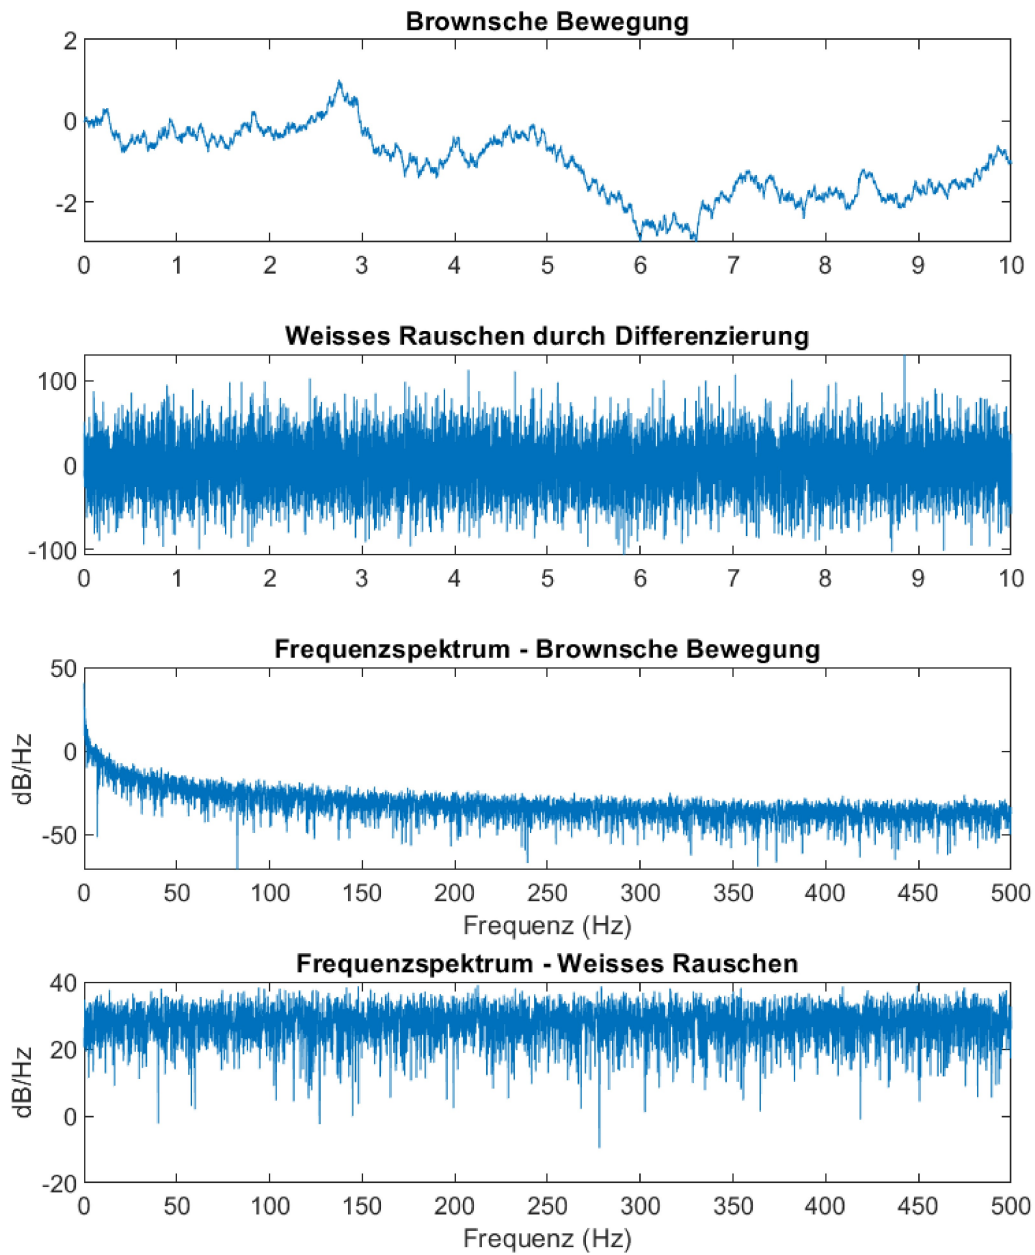 Brownsche Bewegung
2
0
-2
0 1 2 3 4 5 6 7 8 9 10
Weisses Rauschen durch Differenzierung
100
0
-100
0 1 2 3 4 5 6 7 8 9 10
Frequenzspektrum - Brownsche Bewegung
50
0
-50
dB/Hz
0 50 100 150 200 250 300 350 400 450 500
Frequenz (Hz)
Frequenzspektrum - Weisses Rauschen
40
20
0
-20
dB/Hz
0 50 100 150 200 250 300 350 400 450 500
Frequenz (Hz)